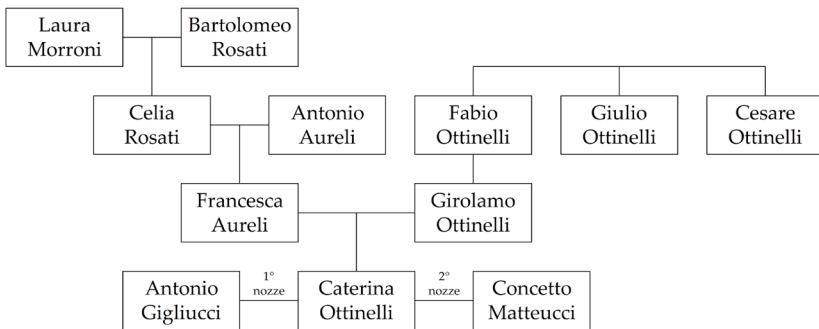 Laura
Morroni
Bartolomeo
Rosati
Celia
Rosati
Antonio
Aureli
Fabio
Ottinelli
Giulio
Ottinelli
Cesare
Ottinelli
Francesca
Aureli
Girolamo
Ottinelli
Antonio
Gigliucci
1°
nozze
Caterina
Ottinelli
2°
nozze
Concetto
Matteucci